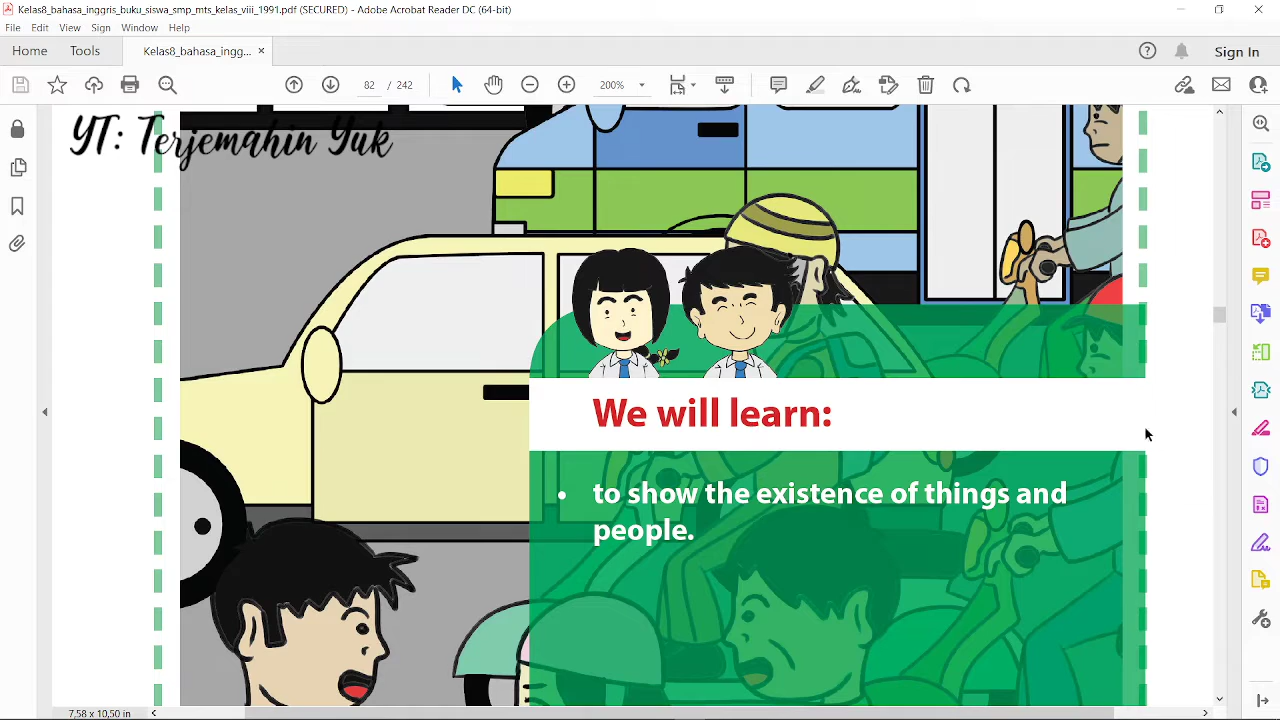 Kelas8_bahasa_inggris_buku_siswa_smp_mts_kelas_viii_1991.pdf (SECURED) - Adobe Acrobat Reader DC (64-bit)
File Edit View Sign Window Help
Home Tools Kelas8_bahasa_ingg... × Sign In
82 / 242 200%
YT: Terjemahin Yuk
We will learn:
• to show the existence of things and
people.
7,58 x 10,50 in